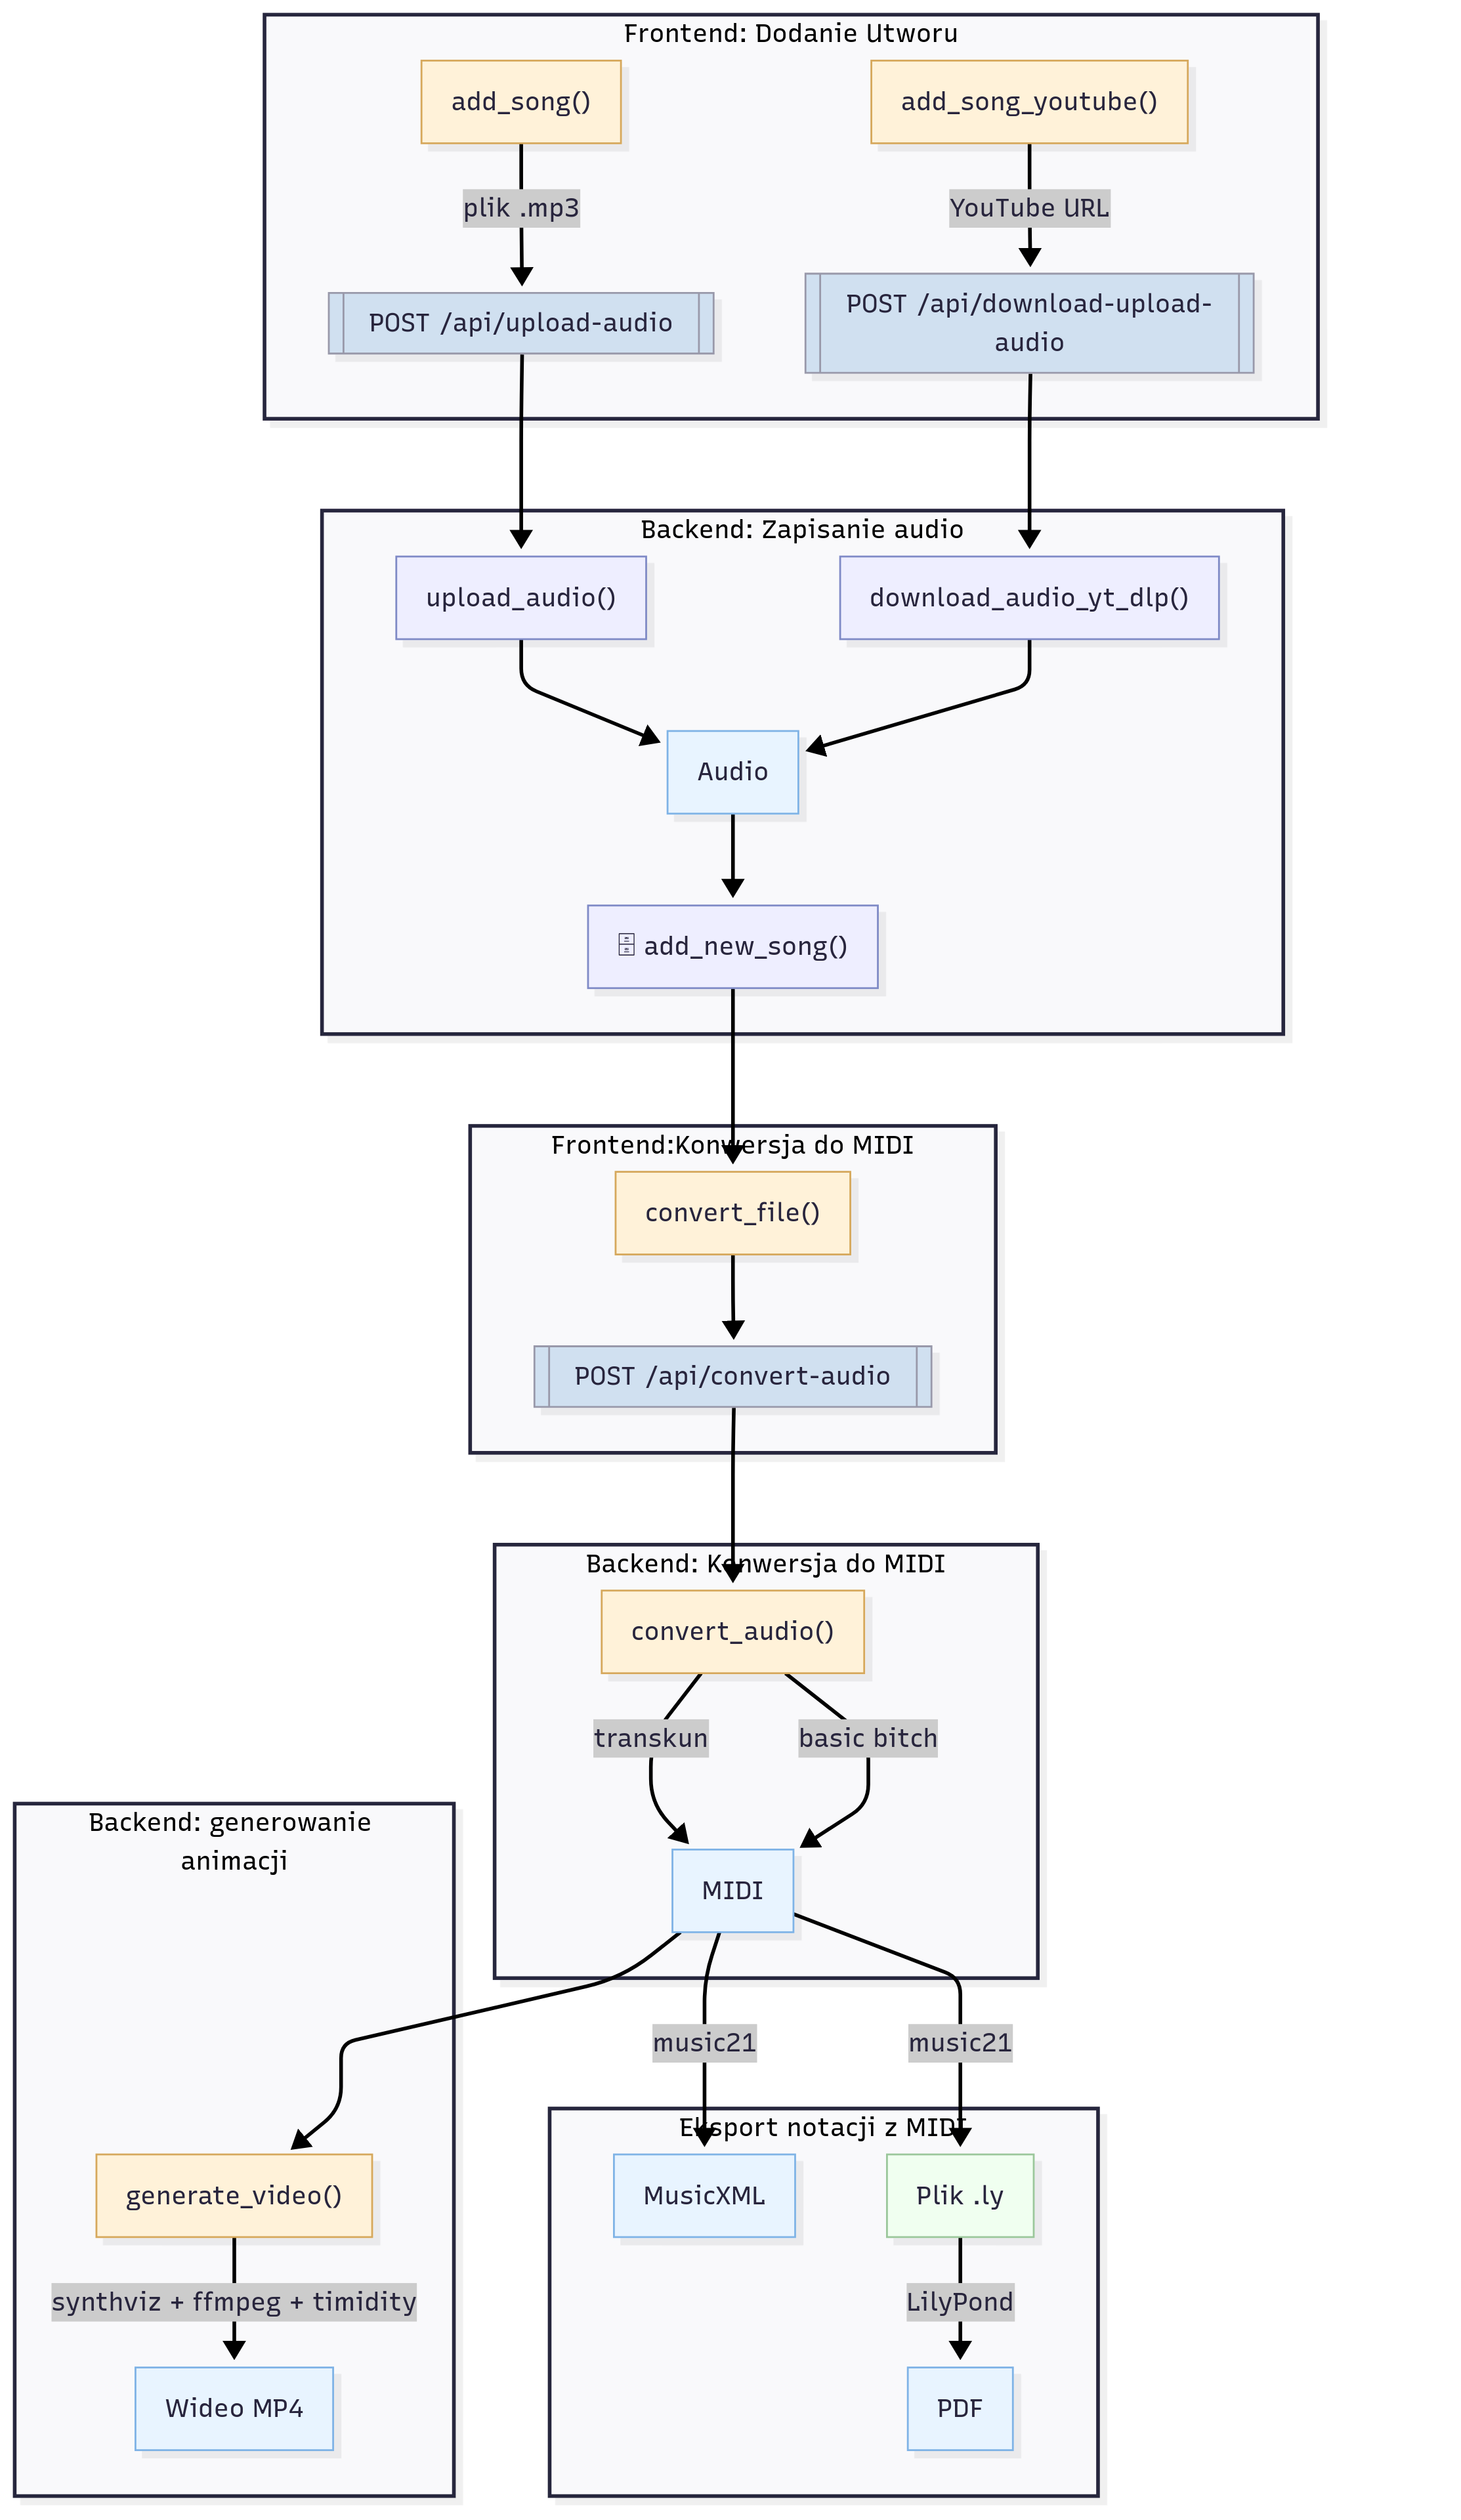 Frontend: Dodanie Utworu
add_song()
add_song_youtube()
plik .mp3
YouTube URL
POST /api/upload-audio
POST /api/download-upload-
audio
Backend: Zapisanie audio
upload_audio()
download_audio_yt_dlp()
Audio
🗄 add_new_song()
Frontend:Konwersja do MIDI
convert_file()
POST /api/convert-audio
Backend: Konwersja do MIDI
convert_audio()
transkun
basic bitch
MIDI
Backend: generowanie
animacji
music21
music21
Eksport notacji z MIDI
generate_video()
MusicXML
Plik .ly
synthviz + ffmpeg + timidity
LilyPond
Wideo MP4
PDF